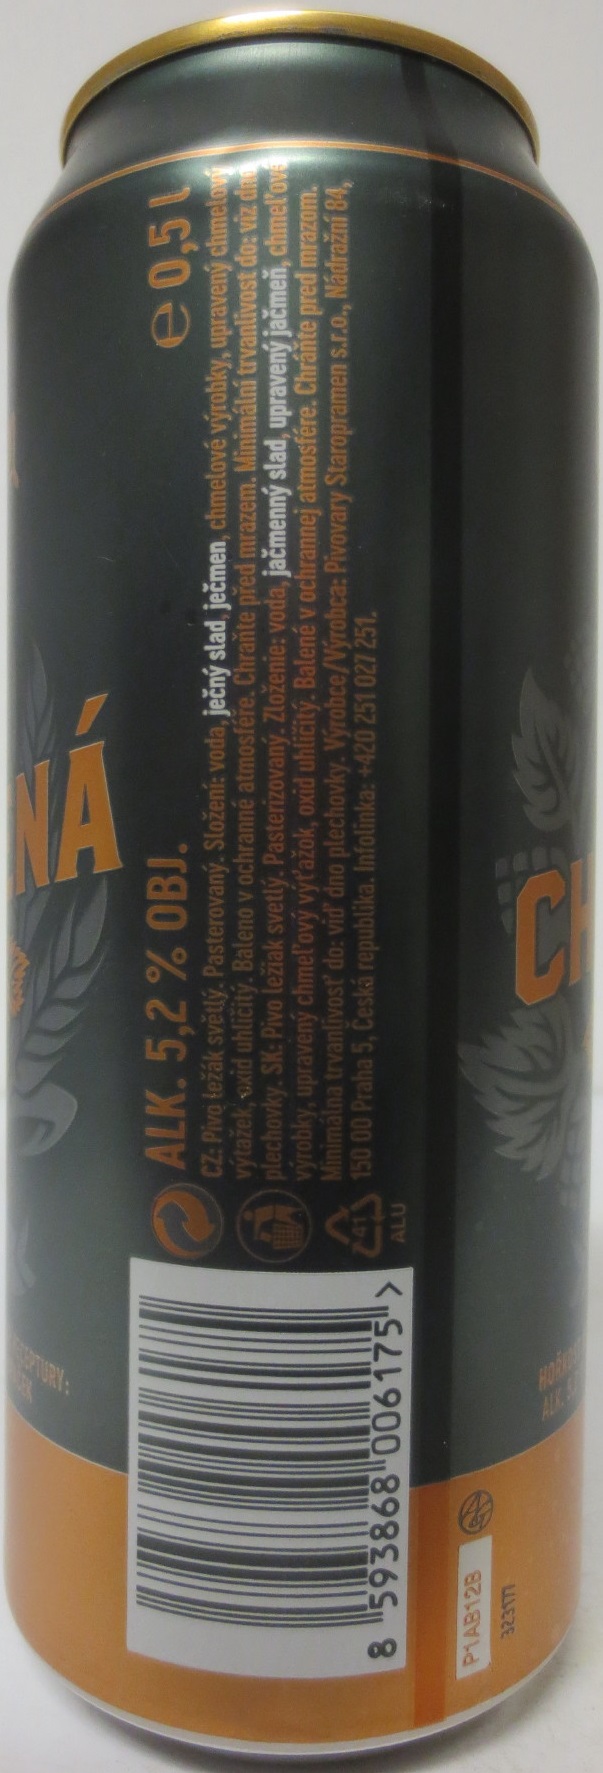 ENÁ
ALK. 5,2 % OBJ.
e 0,5 l
CZ: Pivo ležák světlý. Pasterovaný. Složení: voda, ječný slad, ječmen, chmelové výrobky, upravený chmelový
výtažek, oxid uhličitý. Baleno v ochranné atmosféře. Chraňte před mrazem. Minimální trvanlivost do: viz dno
plechovky. SK: Pivo ležiak svetlý. Pasterizovaný. Zloženie: voda, jačmenný slad, upravený jačmeň, chmeľové
výrobky, upravený chmeľový výťažok, oxid uhličitý. Balené v ochrannej atmosfére. Chráňte pred mrazom.
Minimálna trvanlivosť do: viď dno plechovky. Výrobce/Výrobca: Pivovary Staropramen s.r.o., Nádražní 84,
150 00 Praha 5, Česká republika. Infolinka: +420 251 027 251.
41
ALU
8 593868 006175 >
CH
P1AB12B
323177